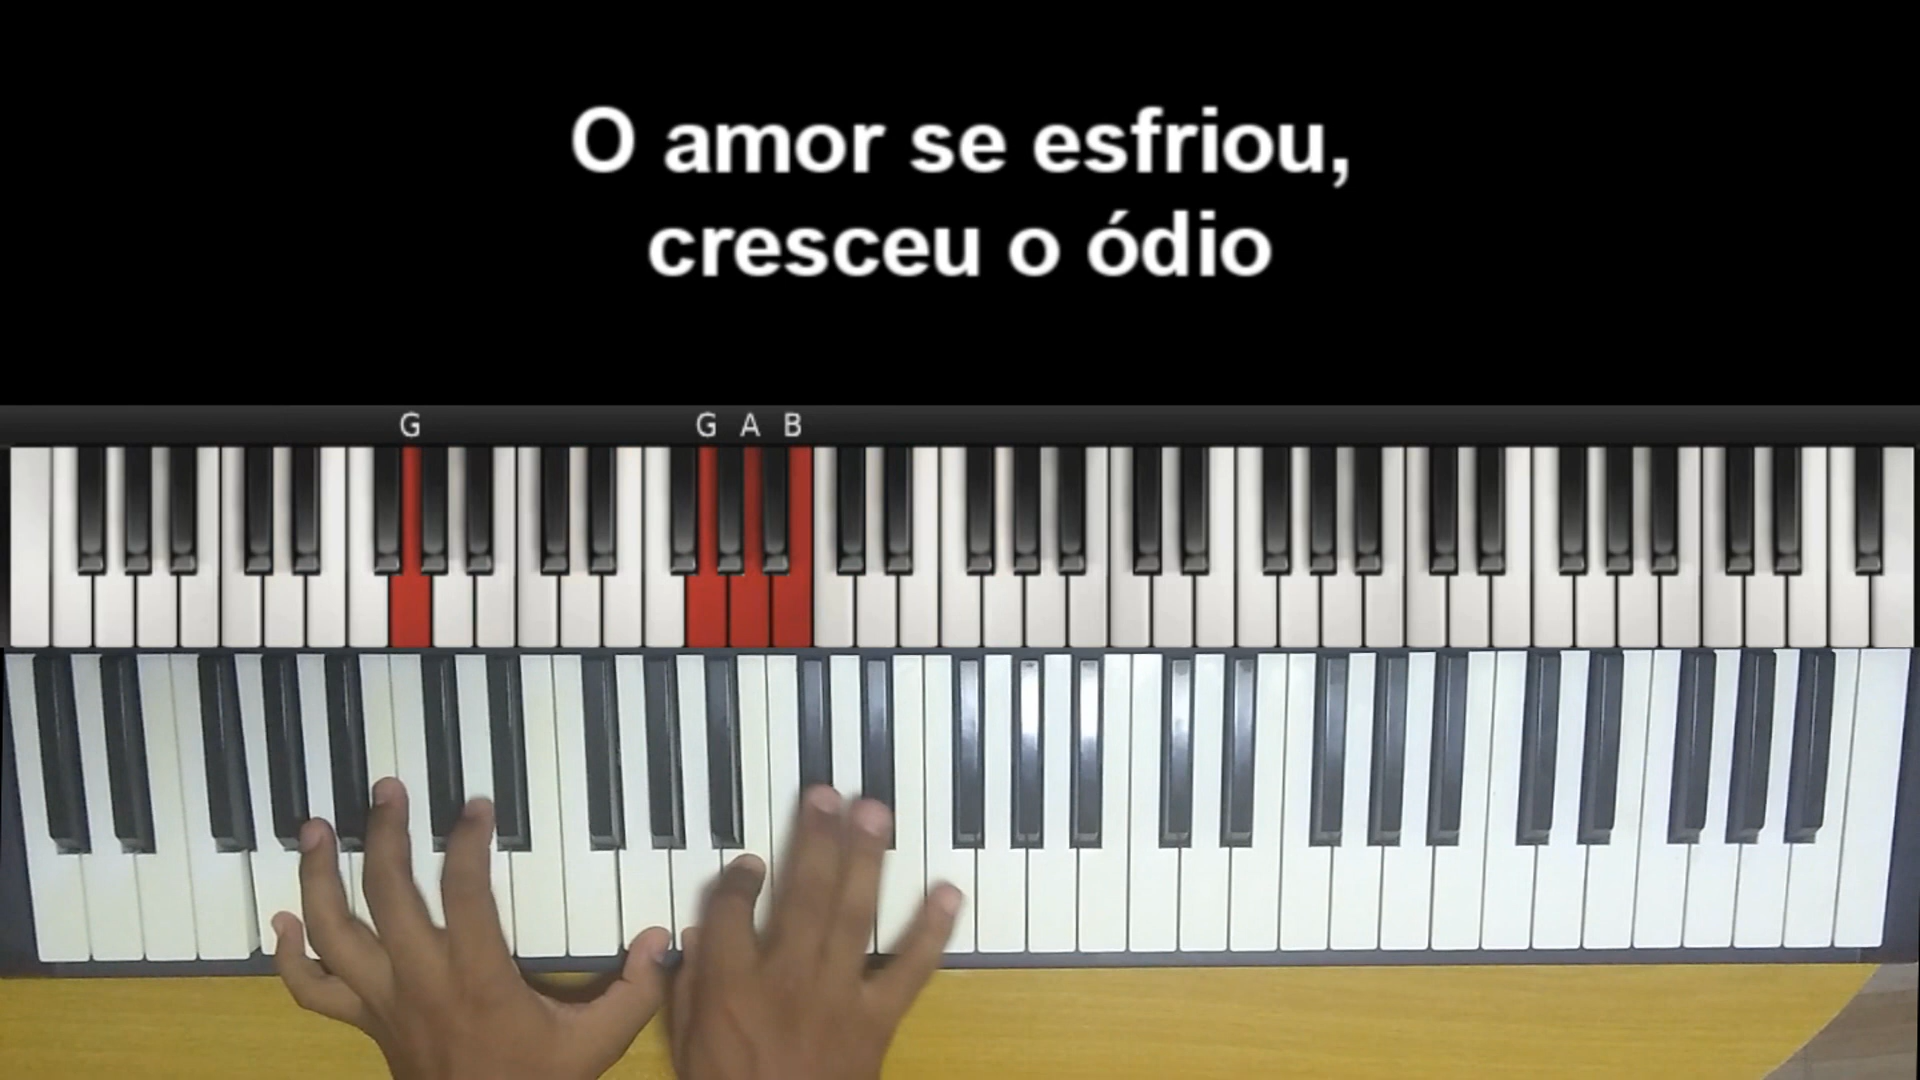 O amor se esfriou,
cresceu o ódio
G G A B